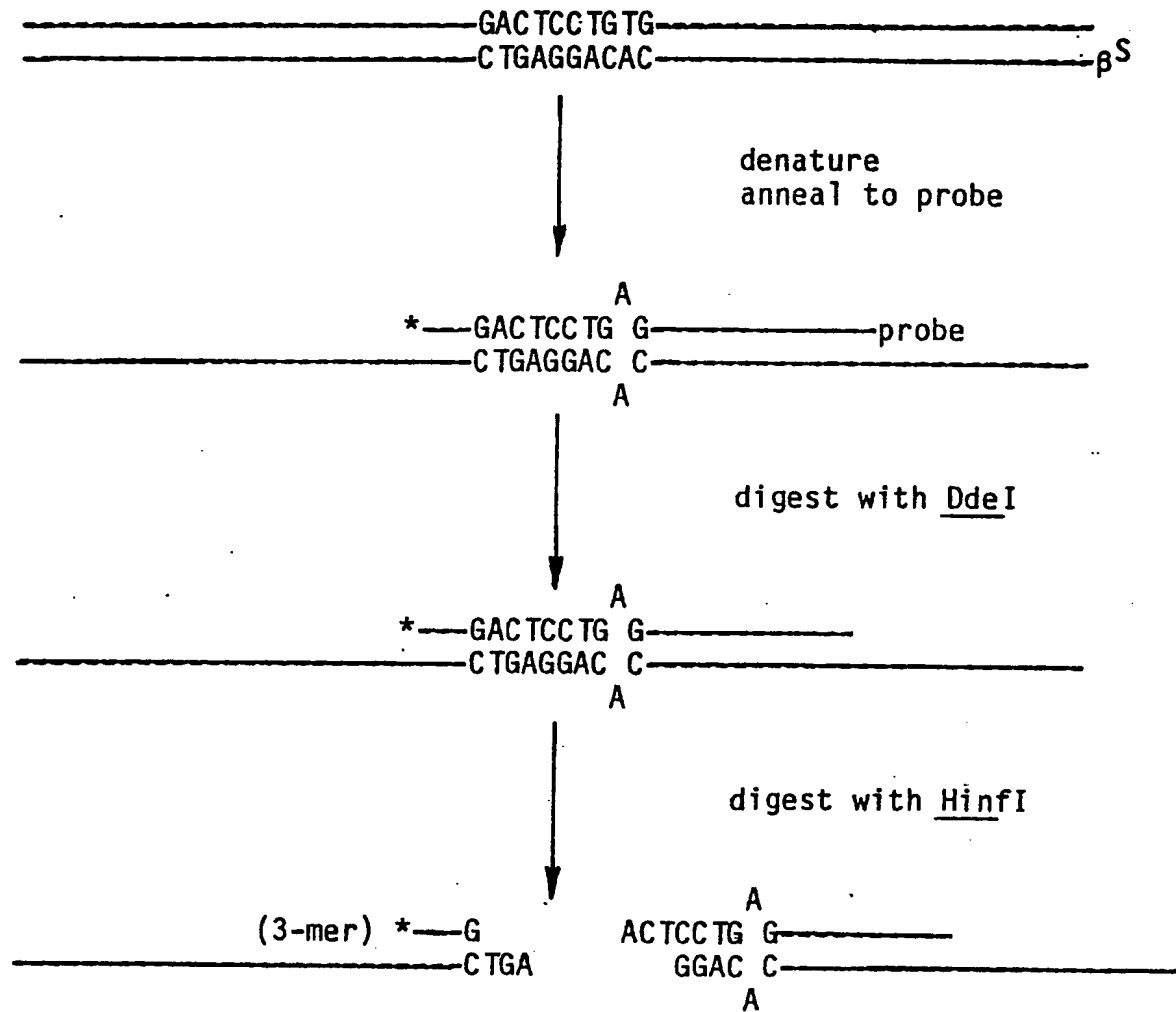 GACTCCTGTG
CTGAGGACAC
βS
denature
anneal to probe
A
*—GACTCCTG G—probe
CTGAGGAC C
A
digest with DdeI
A
*—GACTCCTG G
CTGAGGAC C
A
digest with HinfI
A
(3-mer) *—G ACTCCTG G
CTGA GGAC C
A